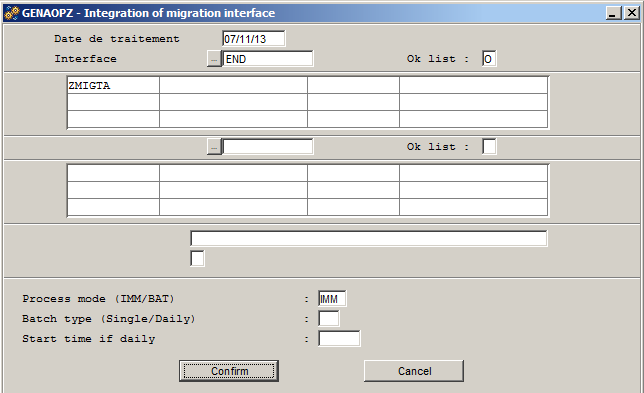 GENAOPZ - Integration of migration interface
Date de traitement 07/11/13
Interface ... END Ok list : O
ZMIGTA
... Ok list :
Process mode (IMM/BAT) : IMM
Batch type (Single/Daily) :
Start time if daily :
Confirm Cancel